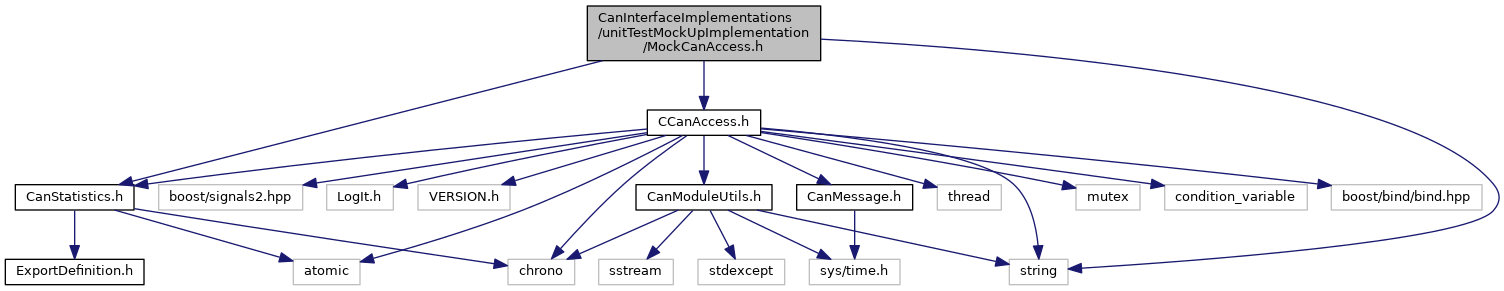 CanInterfaceImplementations
/unitTestMockUpImplementation
/MockCanAccess.h
CCanAccess.h
CanStatistics.h
boost/signals2.hpp
LogIt.h
VERSION.h
CanModuleUtils.h
CanMessage.h
thread
mutex
condition_variable
boost/bind/bind.hpp
ExportDefinition.h
atomic
chrono
sstream
stdexcept
sys/time.h
string